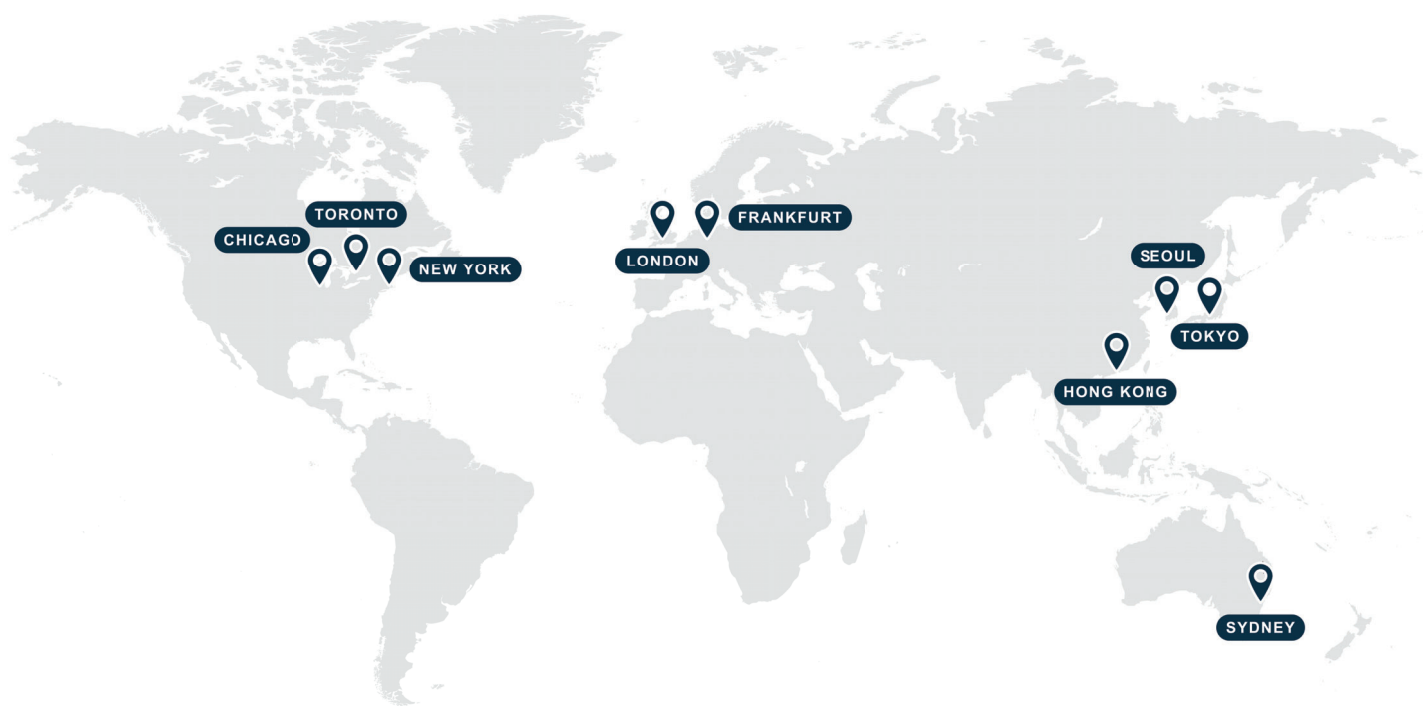 TORONTO
CHICAGO
NEW YORK
FRANKFURT
LONDON
SEOUL
TOKYO
HONG KONG
SYDNEY